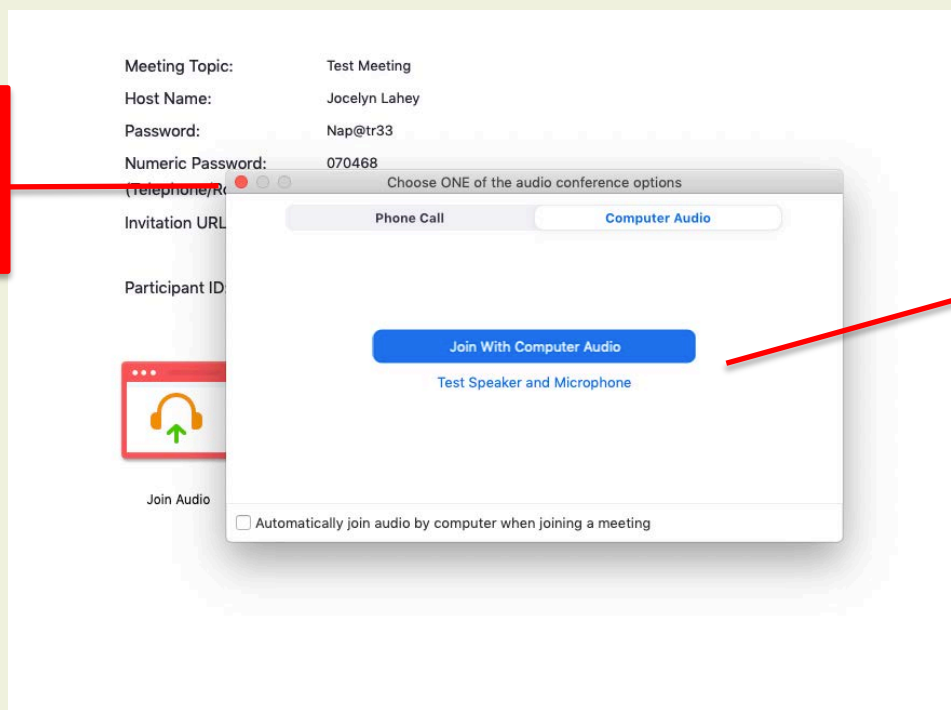 Meeting Topic: Test Meeting
Host Name: Jocelyn Lahey
Password: Nap@tr33
Numeric Password: 070468
Choose ONE of the audio conference options
Invitation URL
Phone Call Computer Audio
Participant ID:
Join With Computer Audio
Test Speaker and Microphone
Join Audio
Automatically join audio by computer when joining a meeting